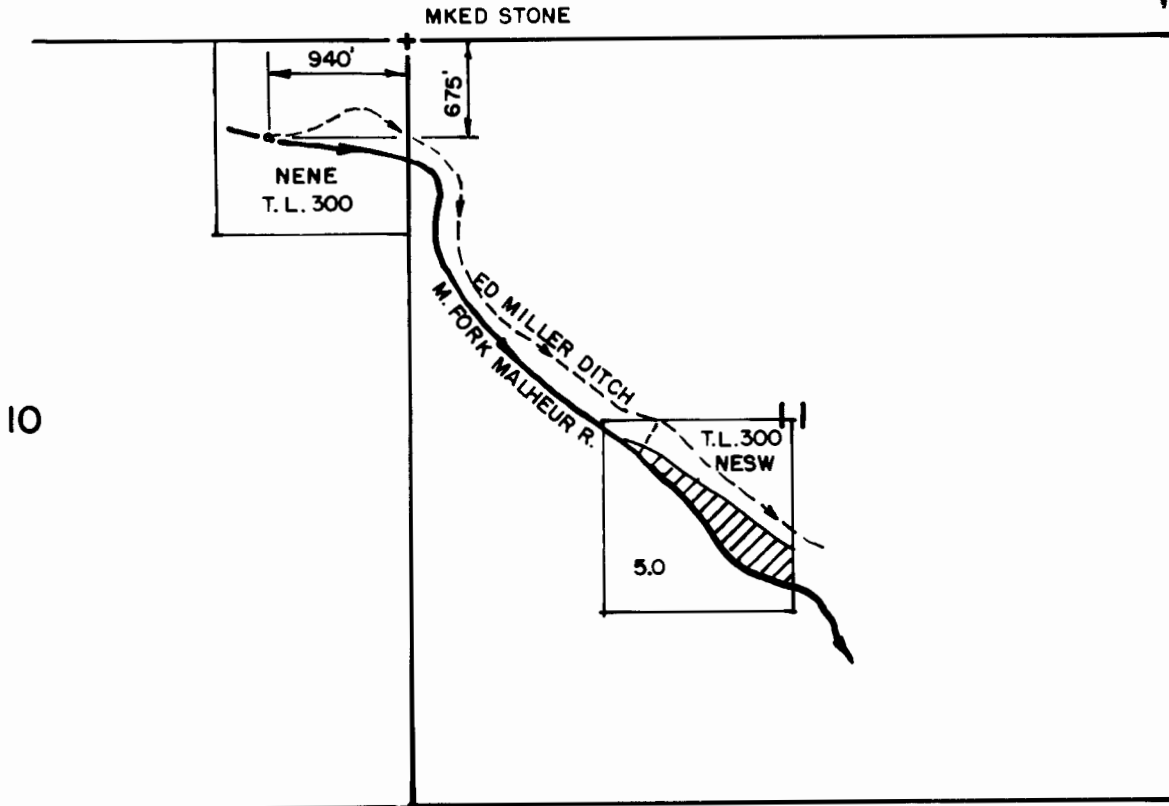 MKED STONE
940'
675'
NENE
T. L. 300
ED MILLER DITCH
M. FORK MALHEUR R.
10
11
T.L.300
NESW
5.0